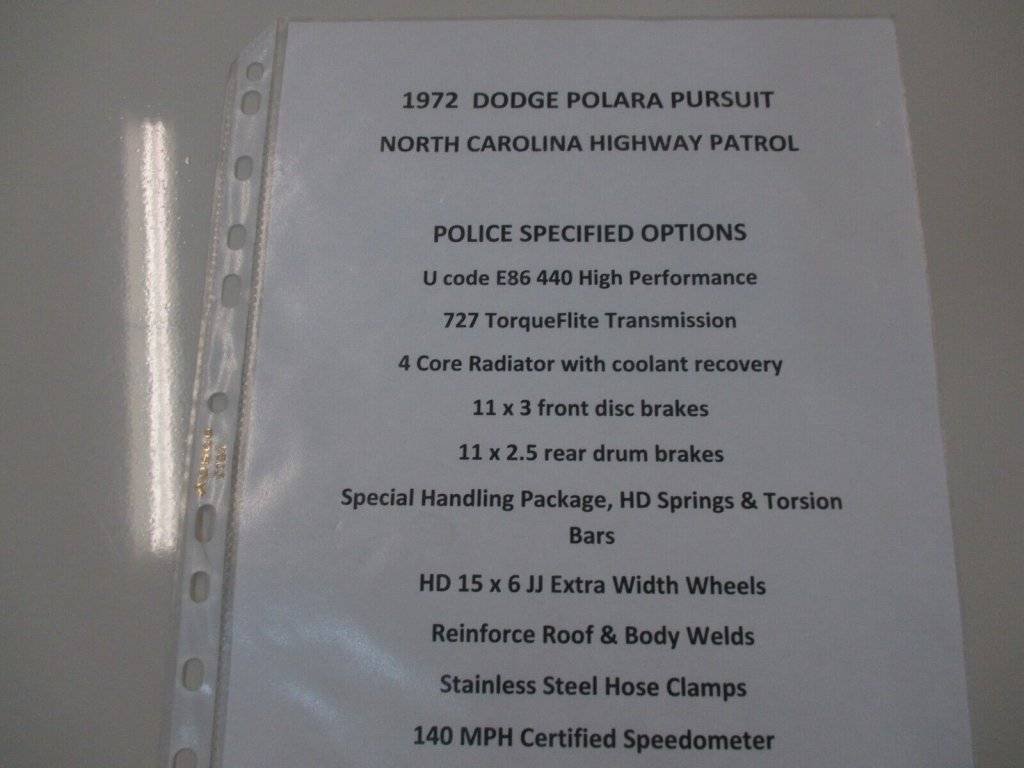 1972 DODGE POLARA PURSUIT
NORTH CAROLINA HIGHWAY PATROL
POLICE SPECIFIED OPTIONS
U code E86 440 High Performance
727 TorqueFlite Transmission
4 Core Radiator with coolant recovery
11 x 3 front disc brakes
11 x 2.5 rear drum brakes
Special Handling Package, HD Springs & Torsion
Bars
HD 15 x 6 JJ Extra Width Wheels
Reinforce Roof & Body Welds
Stainless Steel Hose Clamps
140 MPH Certified Speedometer